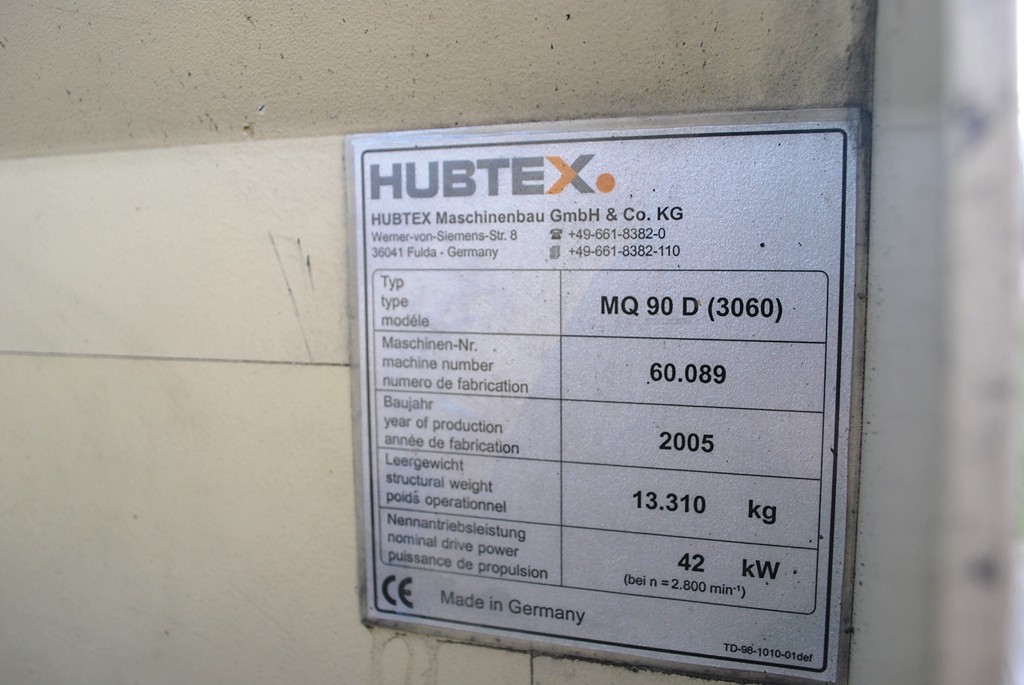 HUBTEX
HUBTEX Maschinenbau GmbH & Co. KG
Werner-von-Siemens-Str. 8 +49-661-8382-0
36041 Fulda - Germany +49-661-8382-110
Typ
type
modéle
MQ 90 D (3060)
Maschinen-Nr.
machine number
numero de fabrication
60.089
Baujahr
year of production
année de fabrication
2005
Leergewicht
structural weight
poids operationnel
13.310 kg
Nennantriebsleistung
nominal drive power
puissance de propulsion
42 kW
(bei n = 2.800 min⁻¹)
CE Made in Germany
TD-98-1010-01def